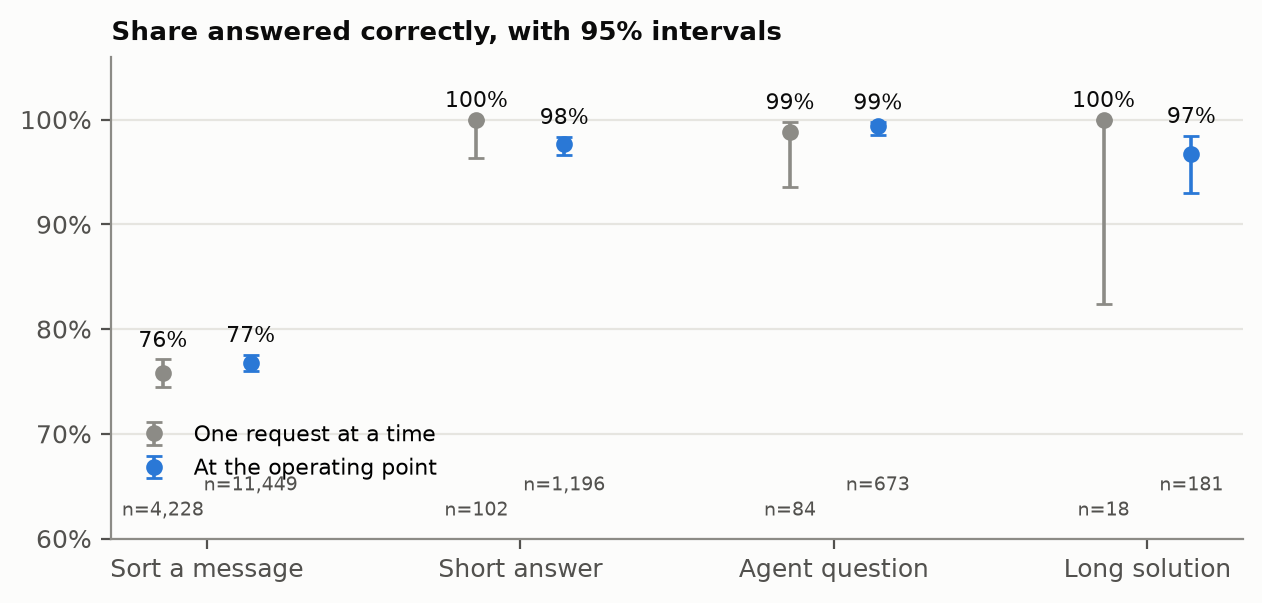 Share answered correctly, with 95% intervals
100%
90%
80%
70%
60%
76%
77%
100%
98%
99%
99%
100%
97%
One request at a time
At the operating point
n=4,228
n=11,449
n=102
n=1,196
n=84
n=673
n=18
n=181
Sort a message
Short answer
Agent question
Long solution